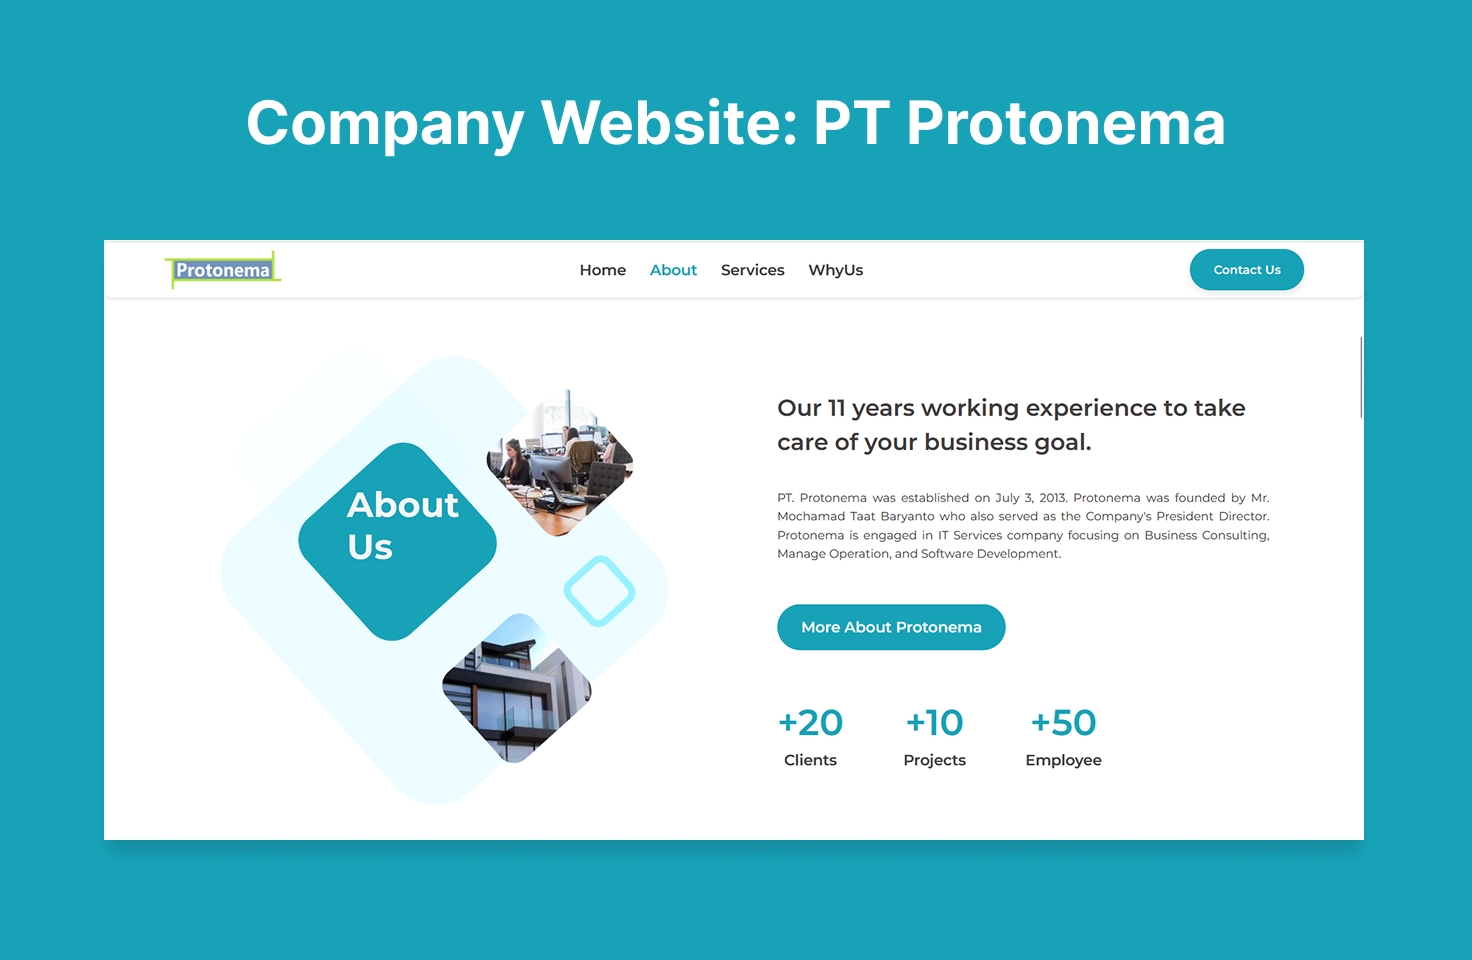 Company Website: PT Protonema
Protonema
Home About Services WhyUs
Contact Us
About
Us
Our 11 years working experience to take
care of your business goal.
PT. Protonema was established on July 3, 2013. Protonema was founded by Mr.
Mochamad Taat Baryanto who also served as the Company's President Director.
Protonema is engaged in IT Services company focusing on Business Consulting,
Manage Operation, and Software Development.
More About Protonema
+20 +10 +50
Clients Projects Employee